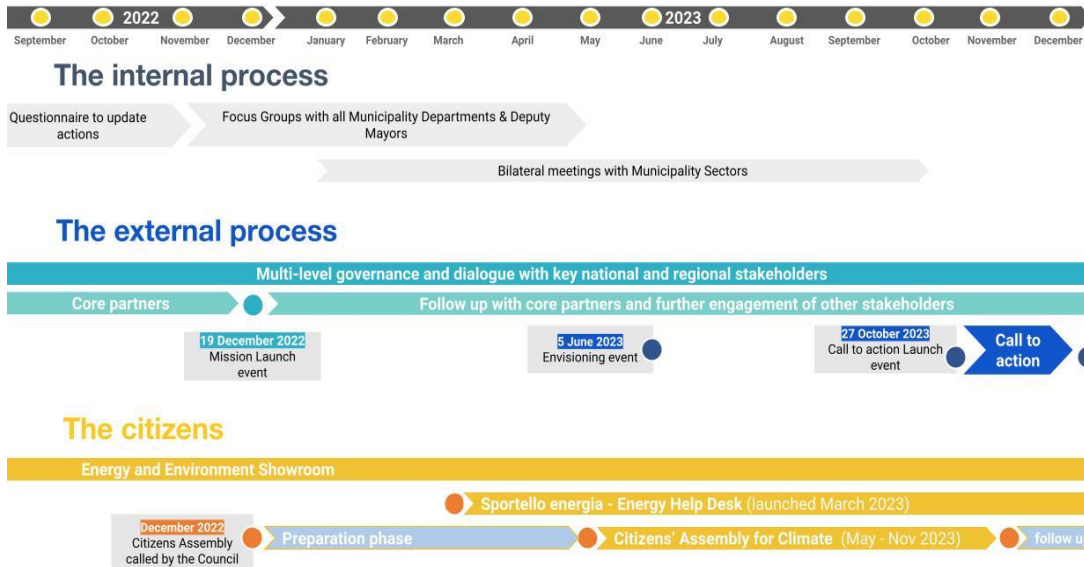 2022
2023
September October November December January February March April May June July August September October November December
The internal process
Questionnaire to update
actions
Focus Groups with all Municipality Departments & Deputy
Mayors
Bilateral meetings with Municipality Sectors
The external process
Multi-level governance and dialogue with key national and regional stakeholders
Core partners
Follow up with core partners and further engagement of other stakeholders
19 December 2022
Mission Launch
event
5 June 2023
Envisioning event
27 October 2023
Call to action Launch
event
Call to
action
The citizens
Energy and Environment Showroom
Sportello energia - Energy Help Desk (launched March 2023)
December 2022
Citizens Assembly
called by the Council
Preparation phase
Citizens' Assembly for Climate (May - Nov 2023)
follow u